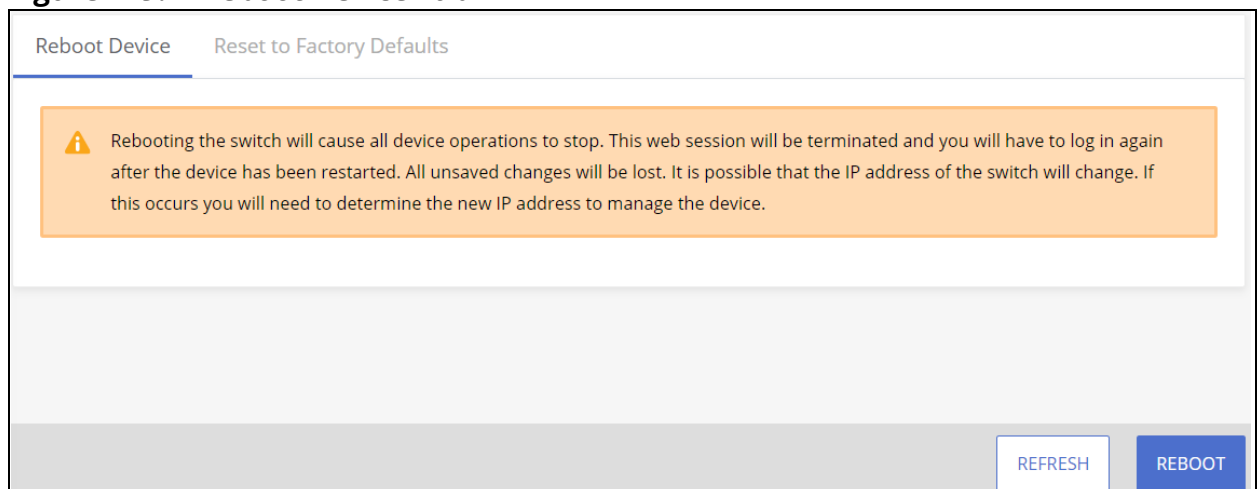 Reboot Device Reset to Factory Defaults
Rebooting the switch will cause all device operations to stop. This web session will be terminated and you will have to log in again
after the device has been restarted. All unsaved changes will be lost. It is possible that the IP address of the switch will change. If
this occurs you will need to determine the new IP address to manage the device.
REFRESH REBOOT